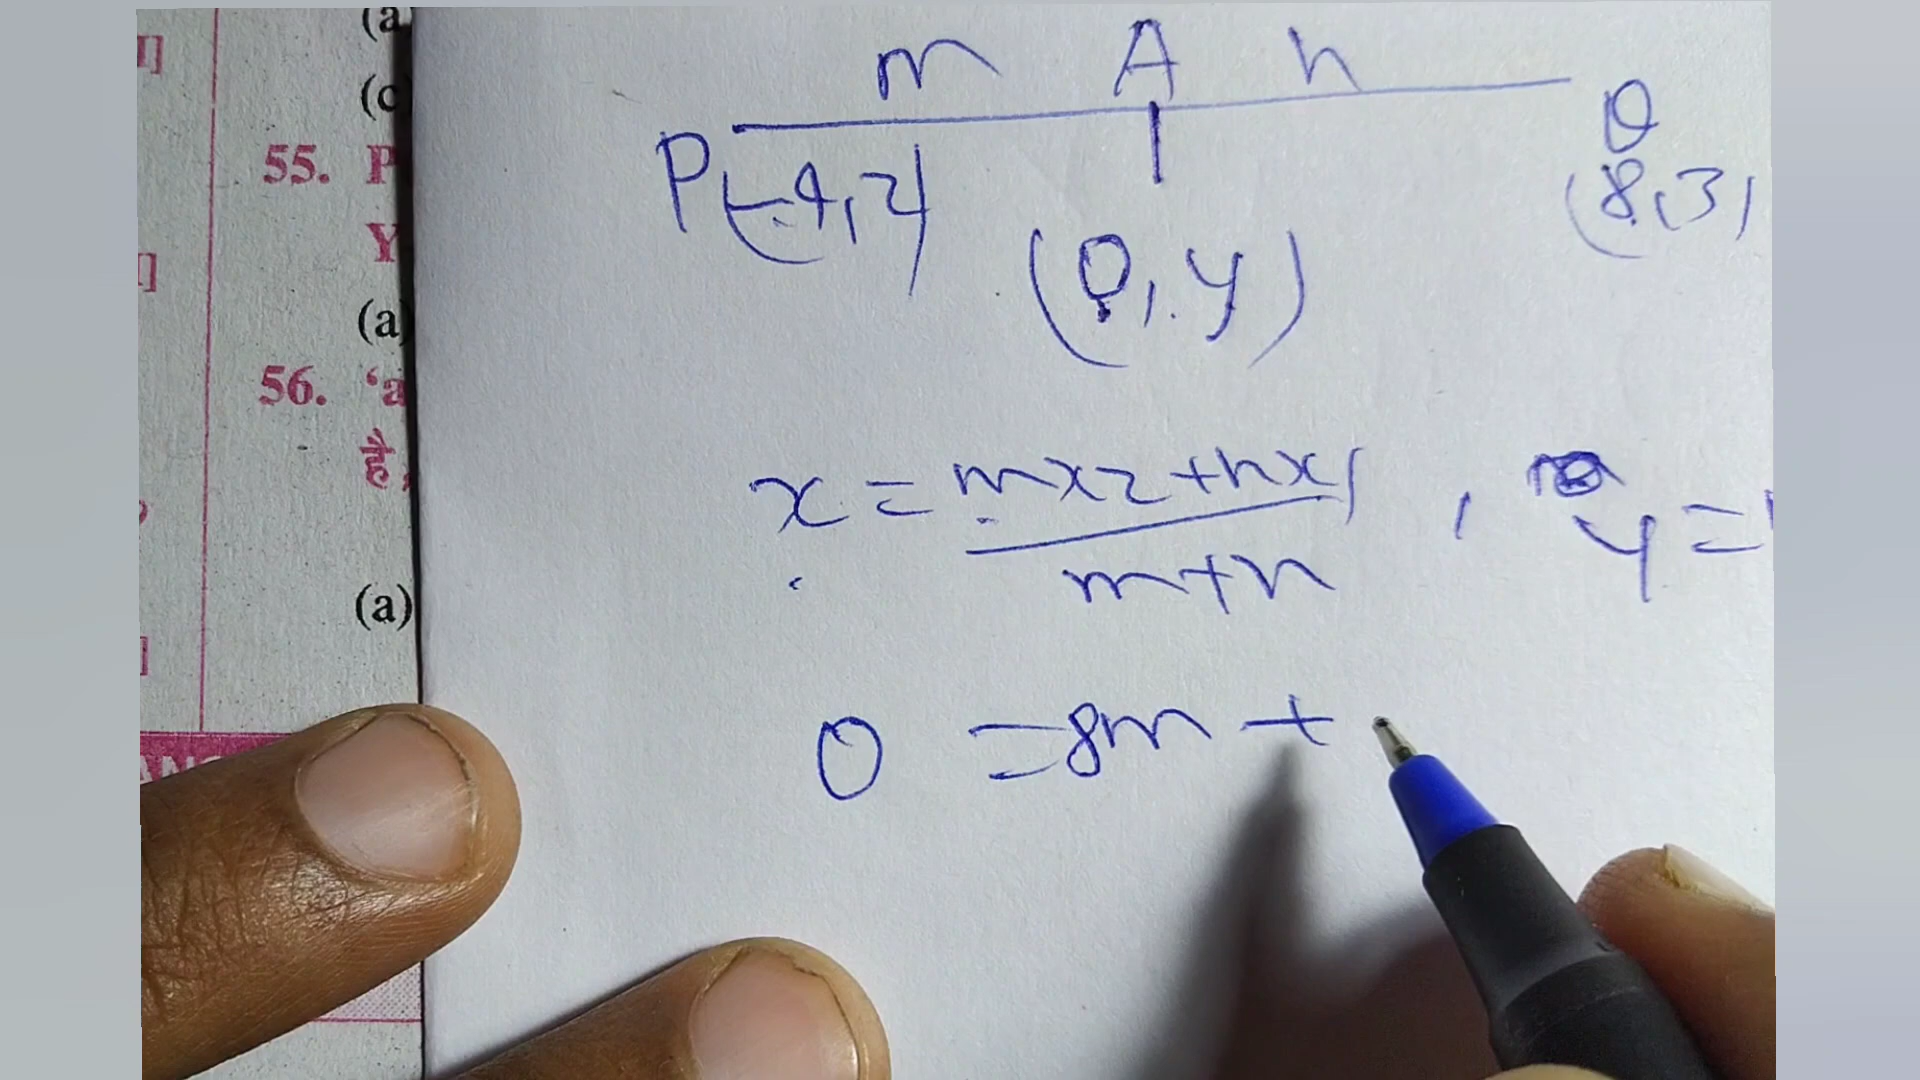 (a
(c
55. P
Y
(a)
56. ‘a
है,
(a)
m A n
P(-4,2) Q
(8,3)
(0,y)
x = mx2+nx1 , y =
m+n
0 = 8m +